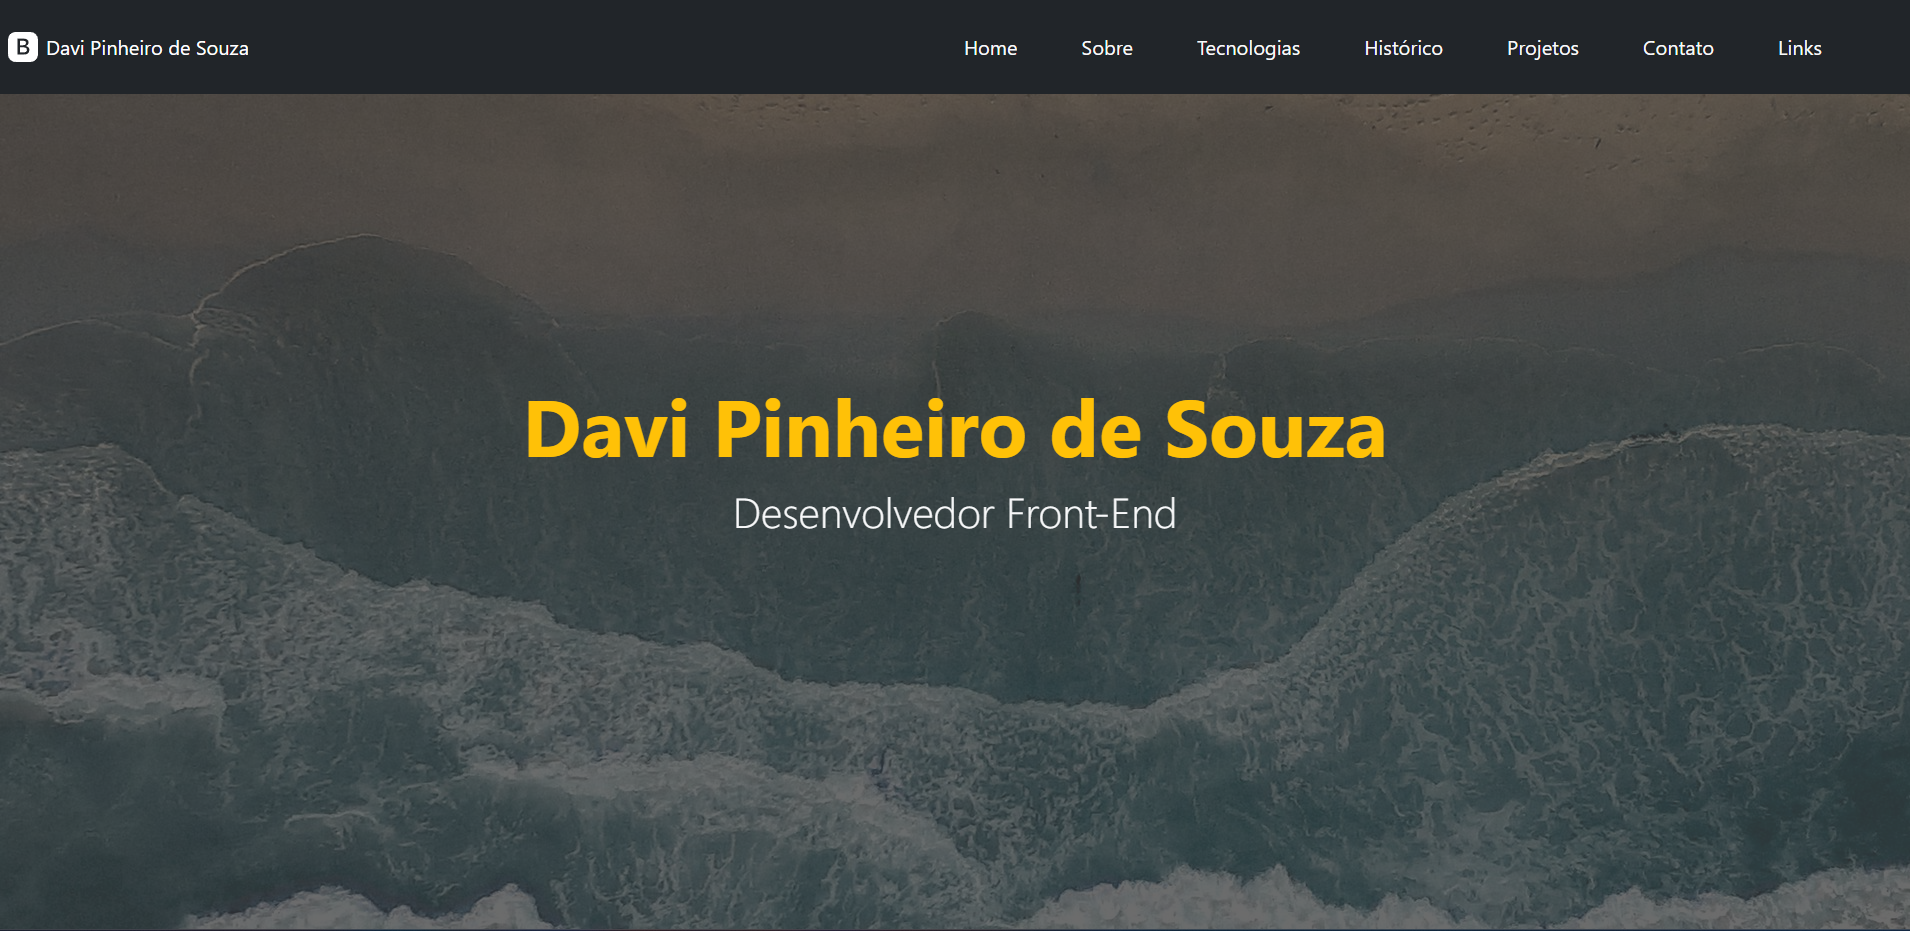 B Davi Pinheiro de Souza
Home Sobre Tecnologias Histórico Projetos Contato Links
Davi Pinheiro de Souza
Desenvolvedor Front-End